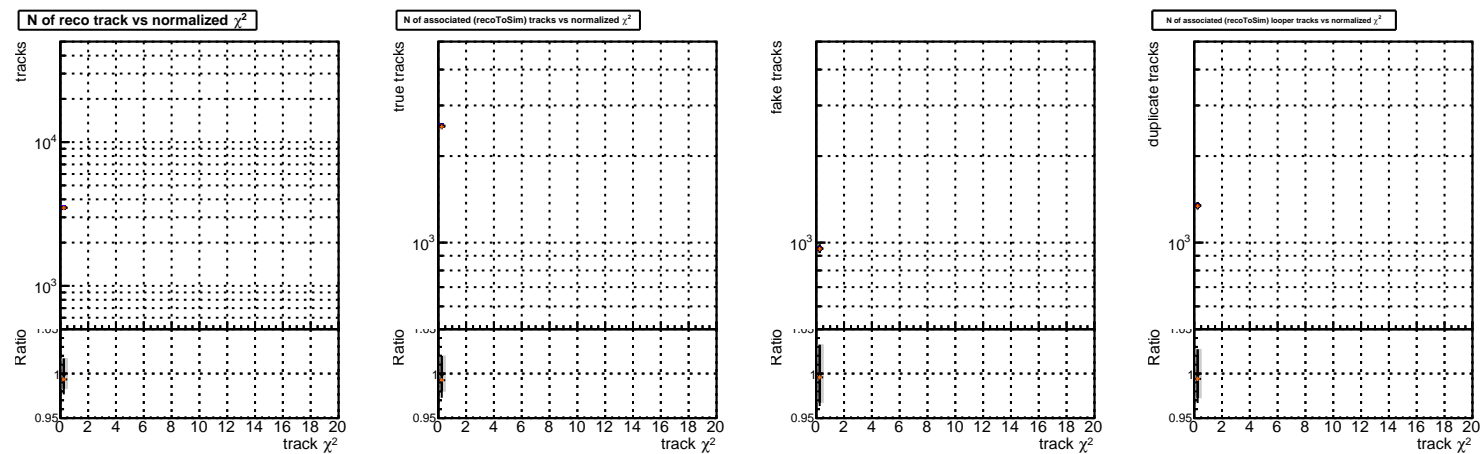 N of reco track vs normalized χ²
tracks
10⁴
10³
Ratio
1
0.95
0 2 4 6 8 10 12 14 16 18 20
track χ²
N of associated (recoToSim) tracks vs normalized χ²
true tracks
10³
Ratio
1
0.95
0 2 4 6 8 10 12 14 16 18 20
track χ²
fake tracks
10³
Ratio
1
0.95
0 2 4 6 8 10 12 14 16 18 20
track χ²
N of associated (recoToSim) looper tracks vs normalized χ²
duplicate tracks
10³
Ratio
1
0.95
0 2 4 6 8 10 12 14 16 18 20
track χ²